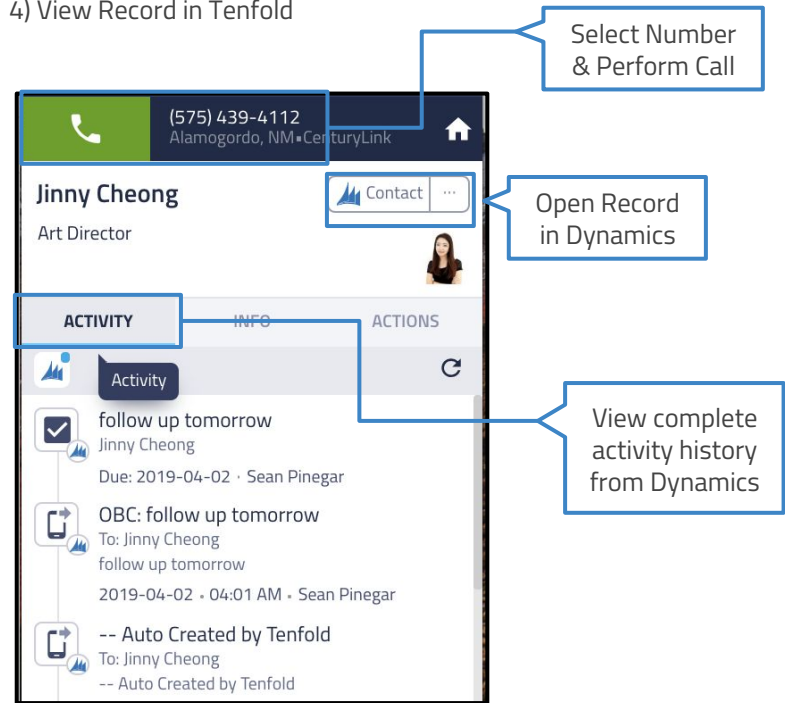 4) View Record in Tenfold
Select Number
& Perform Call
(575) 439-4112
Alamogordo, NM▪CenturyLink
Jinny Cheong
Contact
...
Art Director
Open Record
in Dynamics
ACTIVITY
INFO
ACTIONS
Activity
follow up tomorrow
Jinny Cheong
Due: 2019-04-02 · Sean Pinegar
View complete
activity history
from Dynamics
OBC: follow up tomorrow
To: Jinny Cheong
follow up tomorrow
2019-04-02 • 04:01 AM • Sean Pinegar
-- Auto Created by Tenfold
To: Jinny Cheong
-- Auto Created by Tenfold